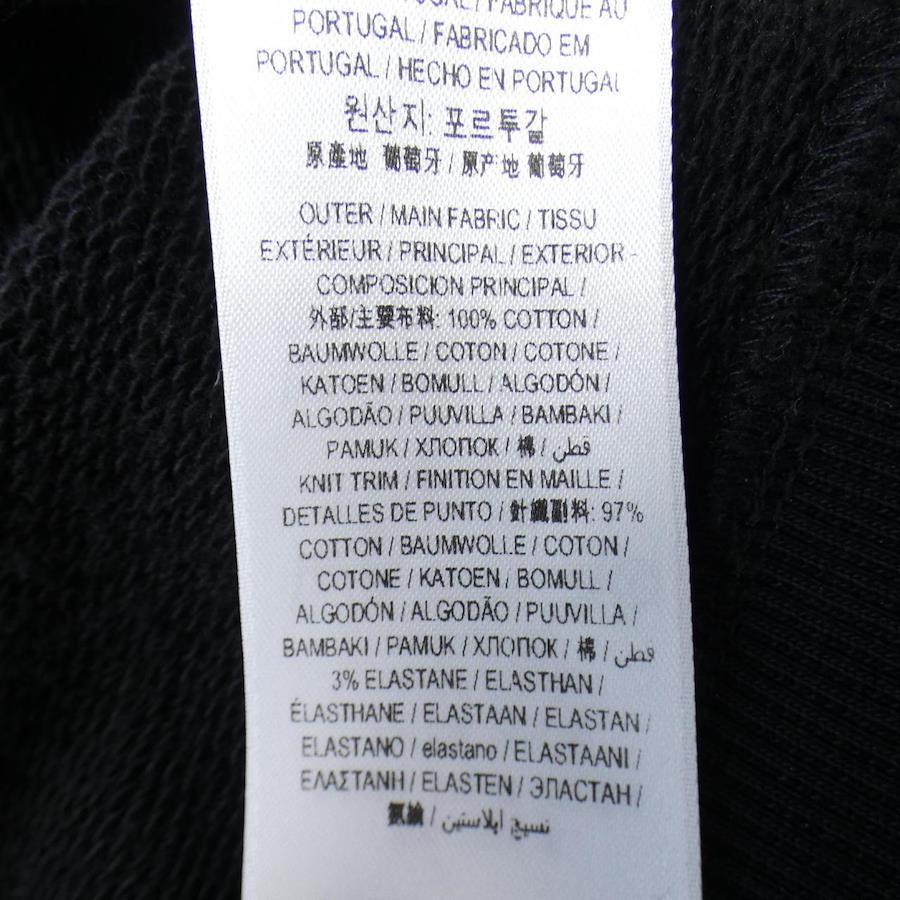 PORTUGAL / FABRIQUÉ AU
PORTUGAL / FABRICADO EM
PORTUGAL / HECHO EN PORTUGAL
원산지: 포르투갈
原產地 葡萄牙 / 原产地 葡萄牙
OUTER / MAIN FABRIC / TISSU
EXTÉRIEUR / PRINCIPAL / EXTERIOR -
COMPOSICION PRINCIPAL /
外部/主要布料: 100% COTTON /
BAUMWOLLE / COTON / COTONE /
KATOEN / BOMULL / ALGODÓN /
ALGODÃO / PUUVILLA / BAMBAKI /
PAMUK / ХЛОПОК / 棉 / قطن /
KNIT TRIM / FINITION EN MAILLE /
DETALLES DE PUNTO / 針織副料: 97%
COTTON / BAUMWOLLE / COTON /
COTONE / KATOEN / BOMULL /
ALGODÓN / ALGODÃO / PUUVILLA /
BAMBAKI / PAMUK / ХЛОПОК / 棉 / قطن /
3% ELASTANE / ELASTHAN /
ÉLASTHANE / ELASTAAN / ELASTAN /
ELASTANO / elastano / ELASTAANI /
ΕΛΑΣΤΑΝΗ / ELASTEN / ЭЛАСТАН /
氨綸 / نسيج إيلاستين